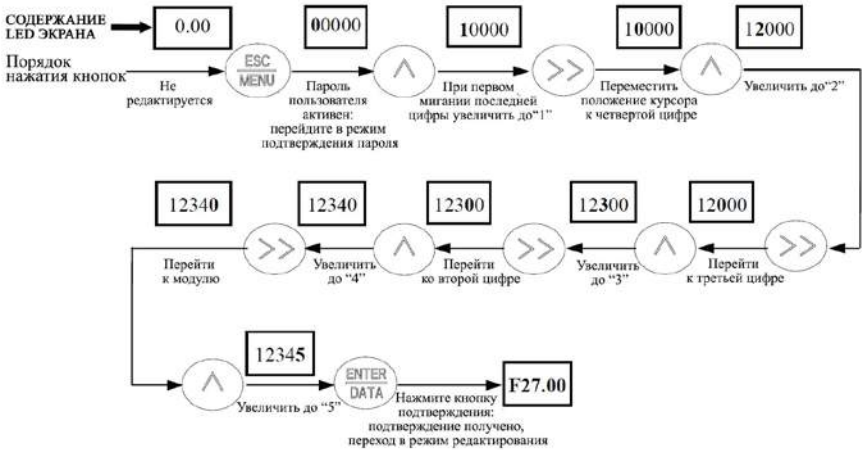 СОДЕРЖАНИЕ
LED ЭКРАНА
0.00
00000
10000
10000
12000
Порядок
нажатия кнопок
ESC
MENU
Не
редактируется
Пароль
пользователя
активен:
перейдите в режим
подтверждения пароля
При первом
мигании последней
цифры увеличить до“1”
Переместить
положение курсора
к четвертой цифре
Увеличить до“2”
12340
12340
12300
12300
12000
Перейти
к модулю
Увеличить
до “4”
Перейти
ко второй цифре
Увеличить
до “3”
Перейти
к третьей цифре
12345
F27.00
ENTER
DATA
Увеличить до “5”
Нажмите кнопку
подтверждения:
подтверждение получено,
переход в режим редактирования